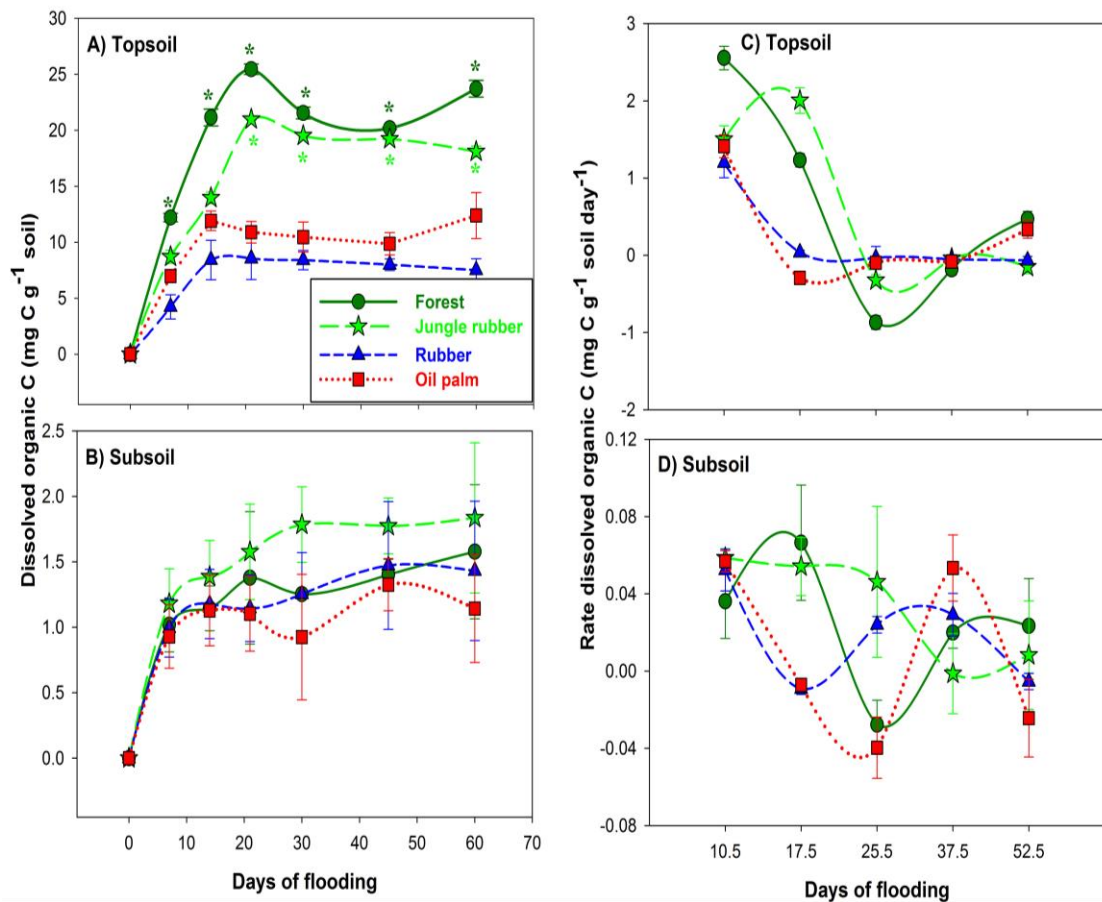 A) Topsoil
30
25
20
15
10
5
0
Dissolved organic C (mg C g⁻¹ soil)
* * * * * *
* * * *
Forest
Jungle rubber
Rubber
Oil palm
B) Subsoil
2.5
2.0
1.5
1.0
0.5
0.0
0 10 20 30 40 50 60 70
Days of flooding
C) Topsoil
3
2
1
0
-1
-2
Rate dissolved organic C (mg C g⁻¹ soil day⁻¹)
D) Subsoil
0.12
0.08
0.04
0.00
-0.04
-0.08
10.5 17.5 25.5 37.5 52.5
Days of flooding